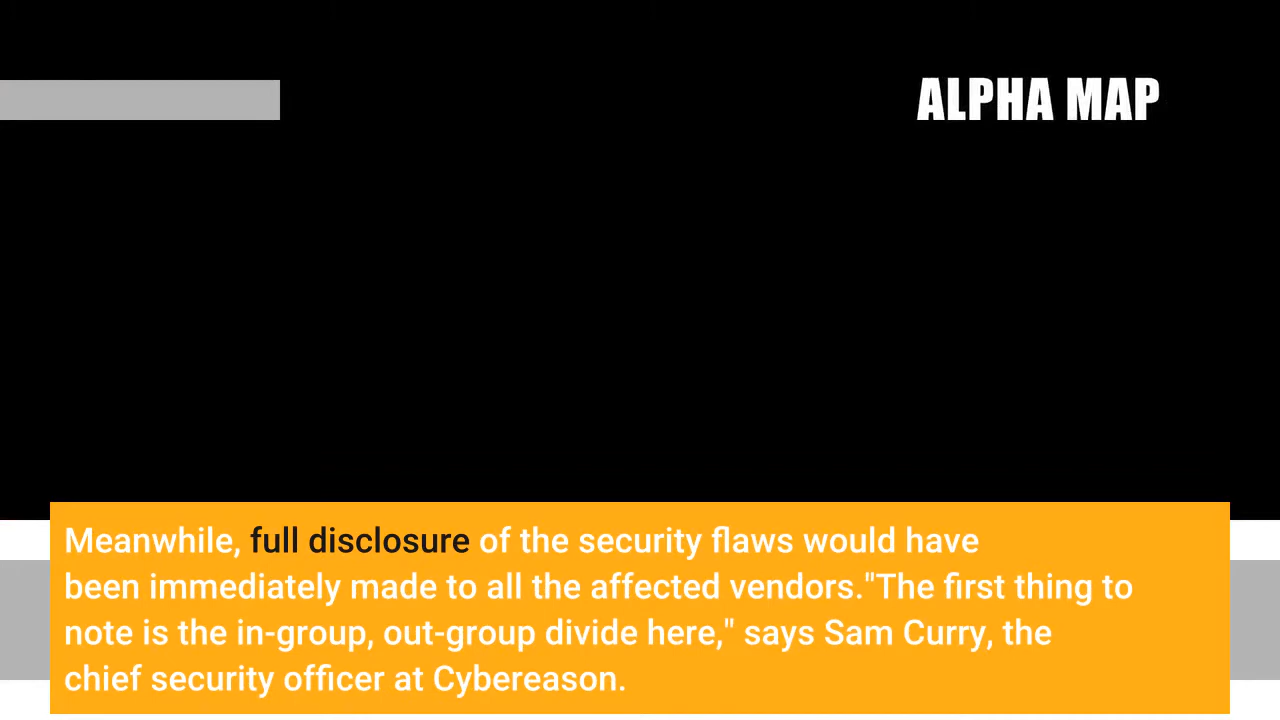 ALPHA MAP
Meanwhile, full disclosure of the security flaws would have
been immediately made to all the affected vendors."The first thing to
note is the in-group, out-group divide here," says Sam Curry, the
chief security officer at Cybereason.